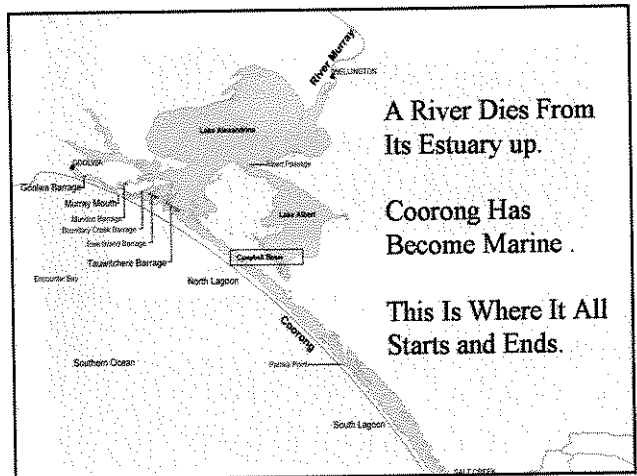 River Murray
WELLINGTON
Lake Alexandrina
GOOLWA
Albert Passage
Goolwa Barrage
Murray Mouth
Mundoo Barrage
Boundary Creek Barrage
Ewe Island Barrage
Tauwitchere Barrage
Lake Albert
Encounter Bay
North Lagoon
Coorong
Southern Ocean
Parnka Point
South Lagoon
SALT CREEK
A River Dies From
Its Estuary up.
Coorong Has
Become Marine .
This Is Where It All
Starts and Ends.